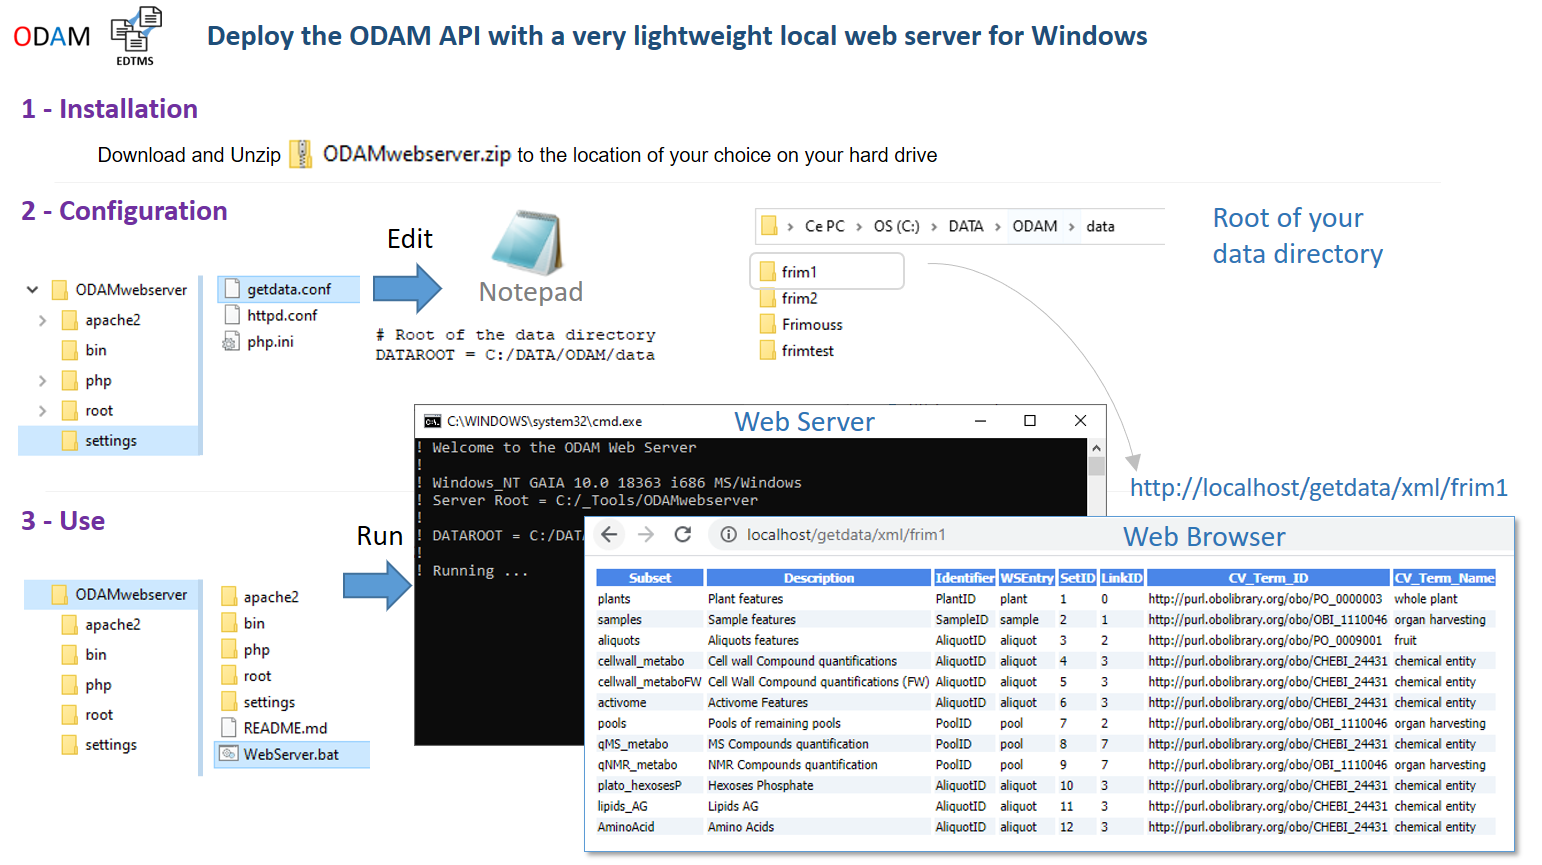 ODAM
EDTMS
Deploy the ODAM API with a very lightweight local web server for Windows
1 - Installation
Download and Unzip ODAMwebserver.zip to the location of your choice on your hard drive
2 - Configuration
ODAMwebserver
apache2
bin
php
root
settings
getdata.conf
httpd.conf
php.ini
Edit
Notepad
# Root of the data directory
DATAROOT = C:/DATA/ODAM/data
Ce PC > OS (C:) > DATA > ODAM > data
frim1
frim2
Frimouss
frimtest
Root of your
data directory
http://localhost/getdata/xml/frim1
3 - Use
ODAMwebserver
apache2
bin
php
root
settings
apache2
bin
php
root
settings
README.md
WebServer.bat
Run
C:\WINDOWS\system32\cmd.exe
Web Server
! Welcome to the ODAM Web Server
!
! Windows_NT GAIA 10.0 18363 i686 MS/Windows
! Server Root = C:/_Tools/ODAMwebserver
!
! DATAROOT = C:/DAT
!
! Running ...
localhost/getdata/xml/frim1
Web Browser
Subset Description Identifier WSEntry SetID LinkID CV_Term_ID CV_Term_Name
plants Plant features PlantID plant 1 0 http://purl.obolibrary.org/obo/PO_0000003 whole plant
samples Sample features SampleID sample 2 1 http://purl.obolibrary.org/obo/OBI_1110046 organ harvesting
aliquots Aliquots features AliquotID aliquot 3 2 http://purl.obolibrary.org/obo/PO_0009001 fruit
cellwall_metabo Cell wall Compound quantifications AliquotID aliquot 4 3 http://purl.obolibrary.org/obo/CHEBI_24431 chemical entity
cellwall_metaboFW Cell Wall Compound quantifications (FW) AliquotID aliquot 5 3 http://purl.obolibrary.org/obo/CHEBI_24431 chemical entity
activome Activome Features AliquotID aliquot 6 3 http://purl.obolibrary.org/obo/CHEBI_24431 chemical entity
pools Pools of remaining pools PoolID pool 7 2 http://purl.obolibrary.org/obo/OBI_1110046 organ harvesting
qMS_metabo MS Compounds quantification PoolID pool 8 7 http://purl.obolibrary.org/obo/CHEBI_24431 chemical entity
qNMR_metabo NMR Compounds quantification PoolID pool 9 7 http://purl.obolibrary.org/obo/OBI_1110046 organ harvesting
plato_hexosesP Hexoses Phosphate AliquotID aliquot 10 3 http://purl.obolibrary.org/obo/CHEBI_24431 chemical entity
lipids_AG Lipids AG AliquotID aliquot 11 3 http://purl.obolibrary.org/obo/CHEBI_24431 chemical entity
AminoAcid Amino Acids AliquotID aliquot 12 3 http://purl.obolibrary.org/obo/CHEBI_24431 chemical entity